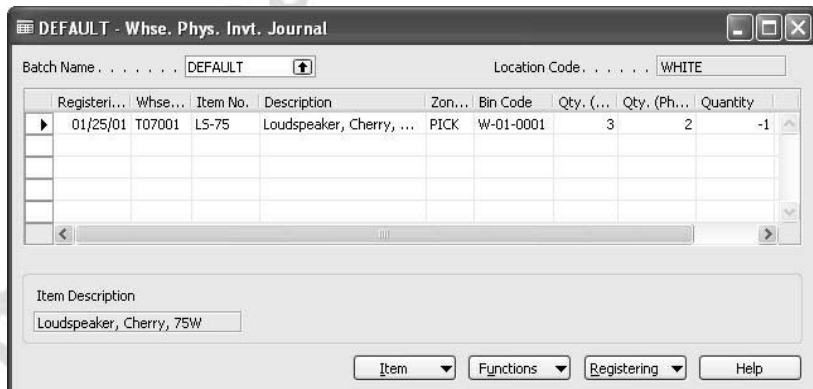 DEFAULT - Whse. Phys. Invt. Journal
Batch Name . . . . . . . DEFAULT Location Code. . . . . . WHITE
Registeri... Whse... Item No. Description Zon... Bin Code Qty. (... Qty. (Ph... Quantity
01/25/01 T07001 LS-75 Loudspeaker, Cherry, ... PICK W-01-0001 3 2 -1
Item Description
Loudspeaker, Cherry, 75W
Item Functions Registering Help